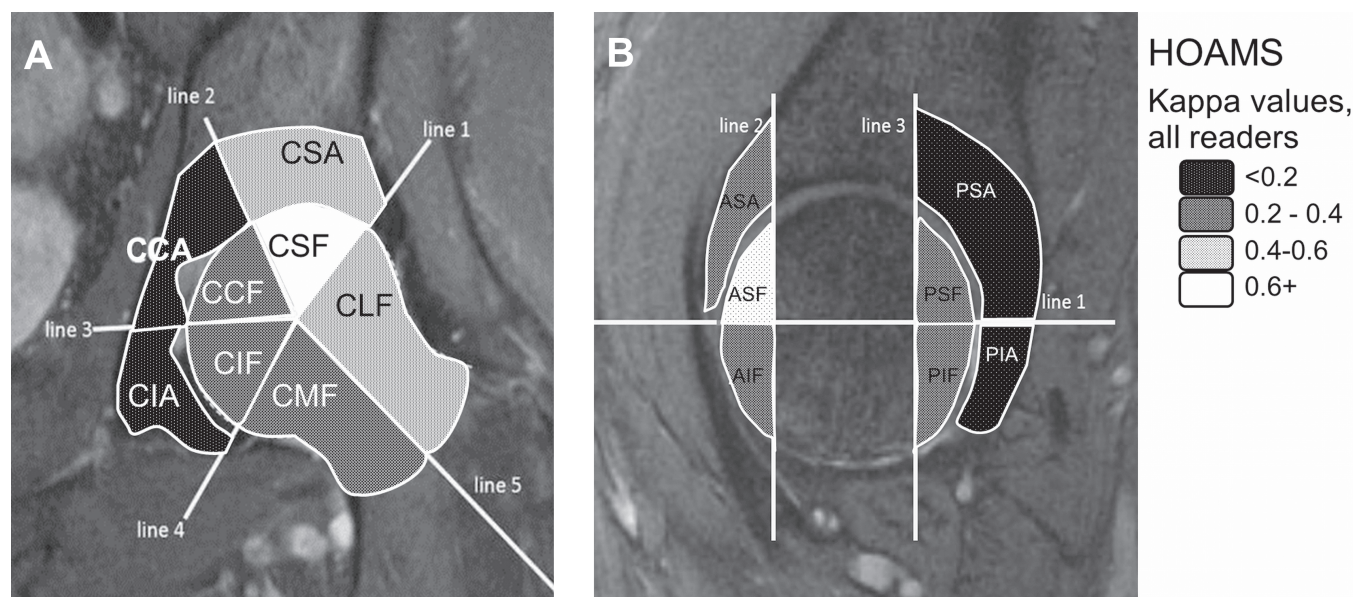 A
line 2
line 1
CSA
CCA
CSF
CCF
CLF
line 3
CIF
CIA
CMF
line 5
line 4
B
line 2
line 3
ASA
PSA
ASF
PSF
line 1
AIF
PIF
PIA
HOAMS
Kappa values,
all readers
<0.2
0.2 - 0.4
0.4-0.6
0.6+